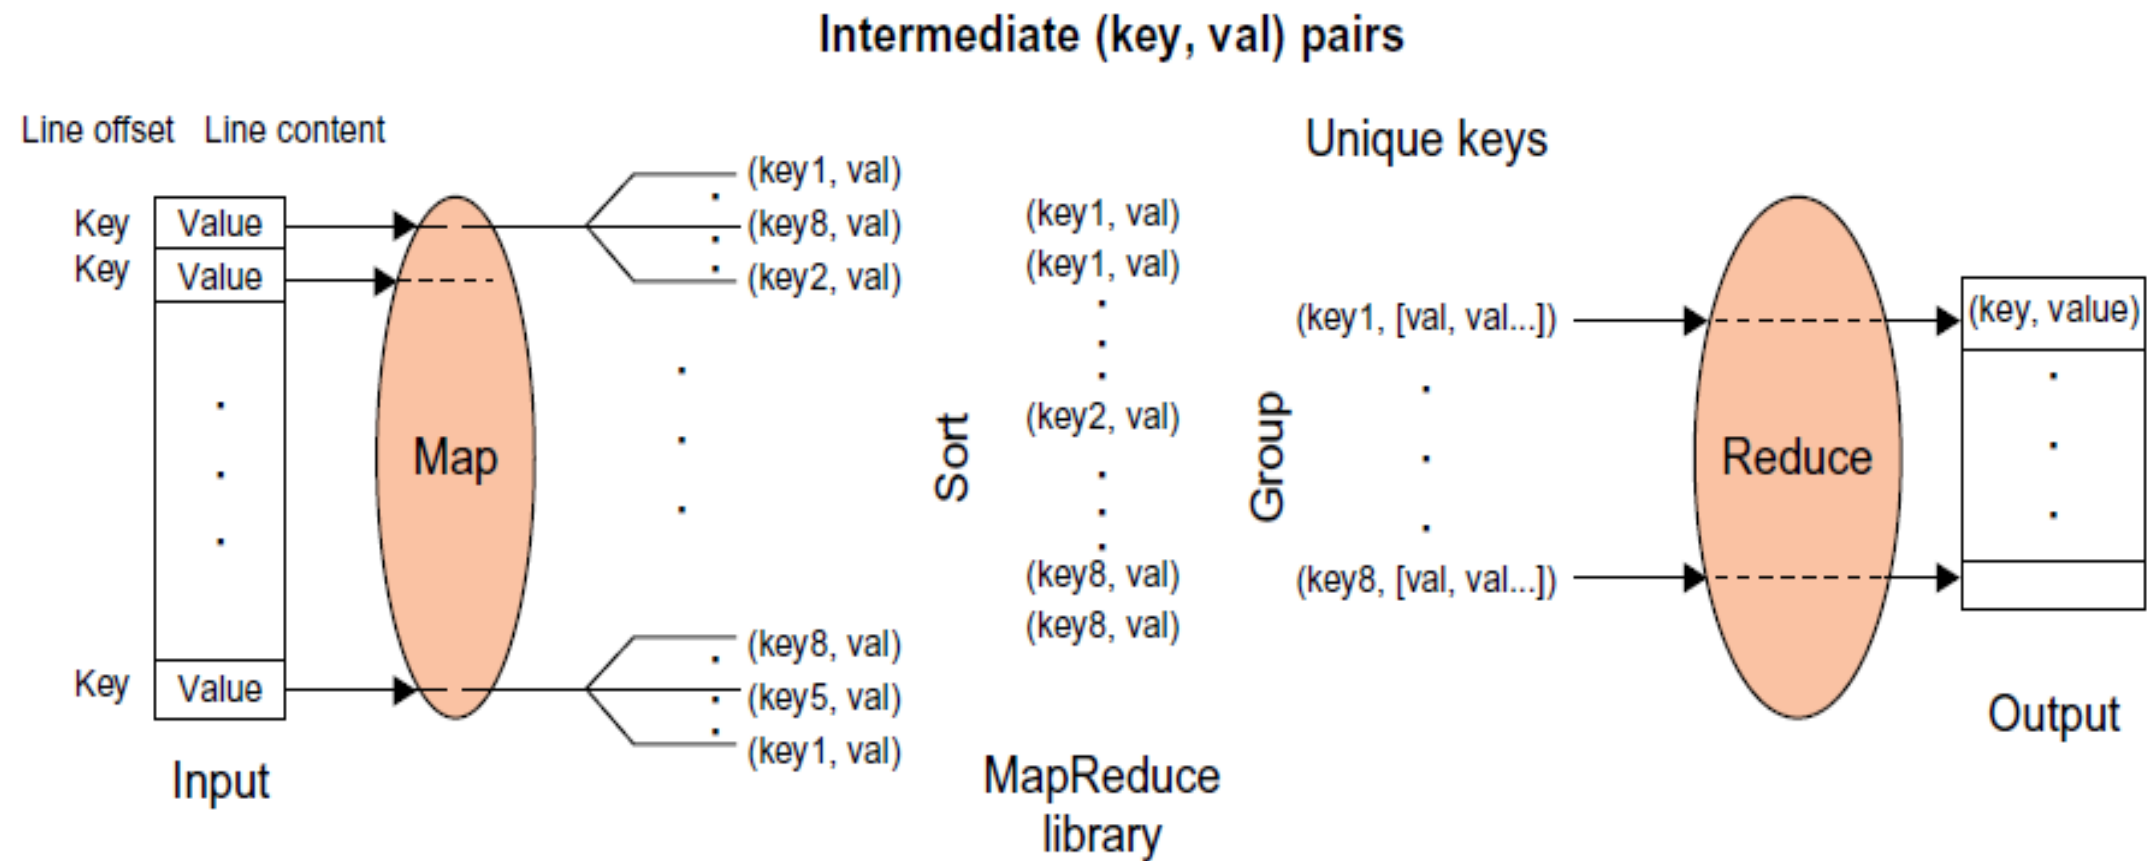 Intermediate (key, val) pairs
Line offset Line content
Unique keys
Key Value
Key Value
Key Value
Input
Map
(key1, val)
(key8, val)
(key2, val)
(key8, val)
(key5, val)
(key1, val)
Sort
(key1, val)
(key1, val)
(key2, val)
(key8, val)
(key8, val)
MapReduce
library
Group
(key1, [val, val...])
(key8, [val, val...])
Reduce
(key, value)
Output